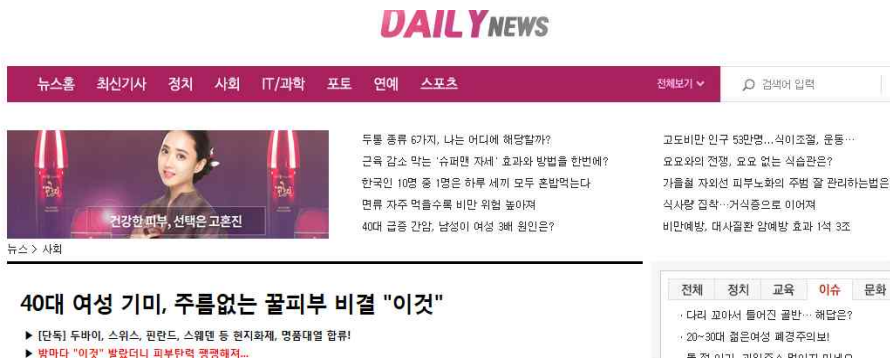 DAILY NEWS
뉴스홈 최신기사 정치 사회 IT/과학 포토 연예 스포츠 전체보기 검색어 입력
건강한 피부, 선택은 고혼진
두통 종류 6가지, 나는 어디에 해당할까?
근육 감소 막는 '슈퍼맨 자세' 효과와 방법을 한번에?
한국인 10명 중 1명은 하루 세끼 모두 혼밥먹는다
면류 자주 먹을수록 비만 위험 높아져
40대 급증 간암, 남성이 여성 3배 원인은?
고도비만 인구 53만명...식이조절, 운동…
요요와의 전쟁, 요요 없는 식습관은?
가을철 자외선 피부노화의 주범 잘 관리하는법은
식사량 집착…거식증으로 이어져
비만예방, 대사질환 암예방 효과 1석 3조
뉴스 > 사회
40대 여성 기미, 주름없는 꿀피부 비결 "이것"
▶ [단독] 두바이, 스위스, 핀란드, 스웨덴 등 현지화제, 명품대열 합류!
▶ 밤마다 "이것" 발랐더니 피부탄력 팽팽해져...
전체 정치 교육 이슈 문화
· 다리 꼬아서 틀어진 골반… 해답은?
· 20~30대 젊은여성 폐경주의보!